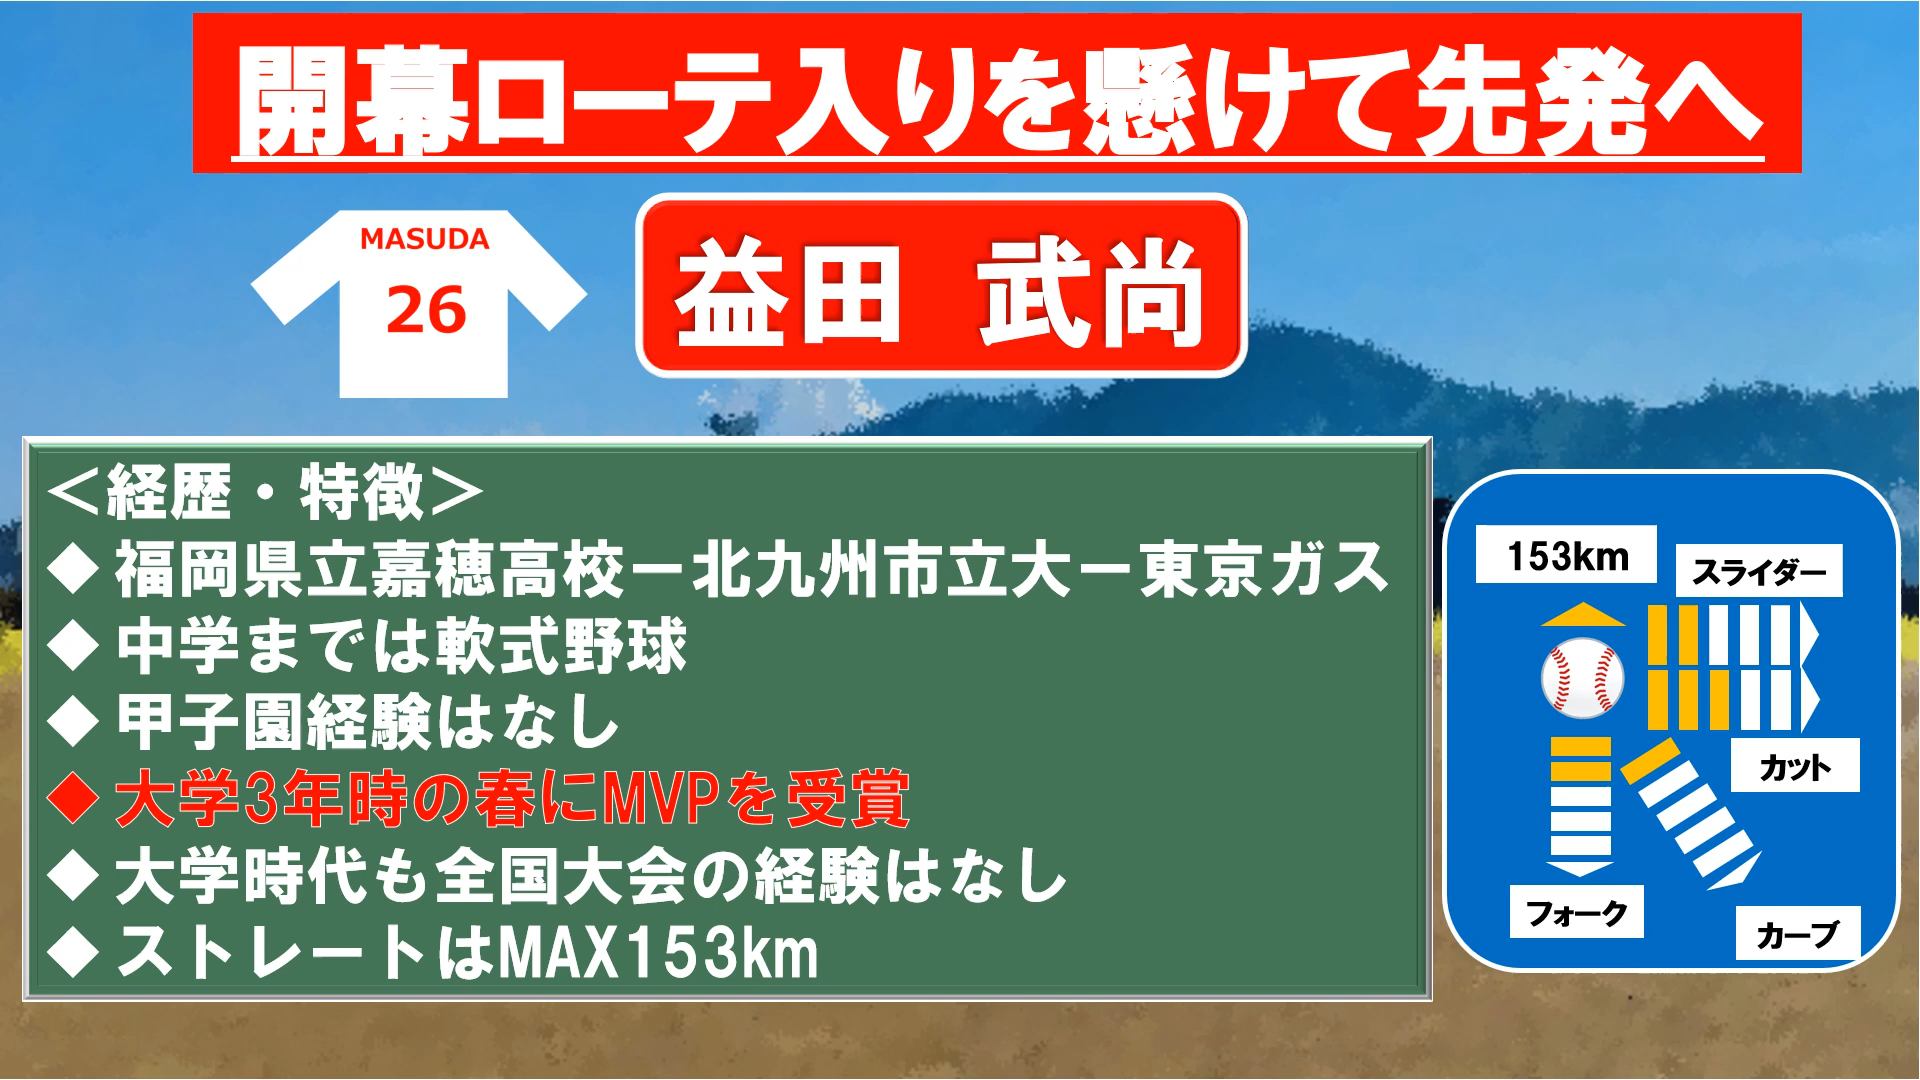 開幕ローテ入りを懸けて先発へ
MASUDA
26
益田 武尚
＜経歴・特徴＞
◆福岡県立嘉穂高校－北九州市立大－東京ガス
◆中学までは軟式野球
◆甲子園経験はなし
◆大学3年時の春にMVPを受賞
◆大学時代も全国大会の経験はなし
◆ストレートはMAX153km
153km
スライダー
カット
フォーク
カーブ